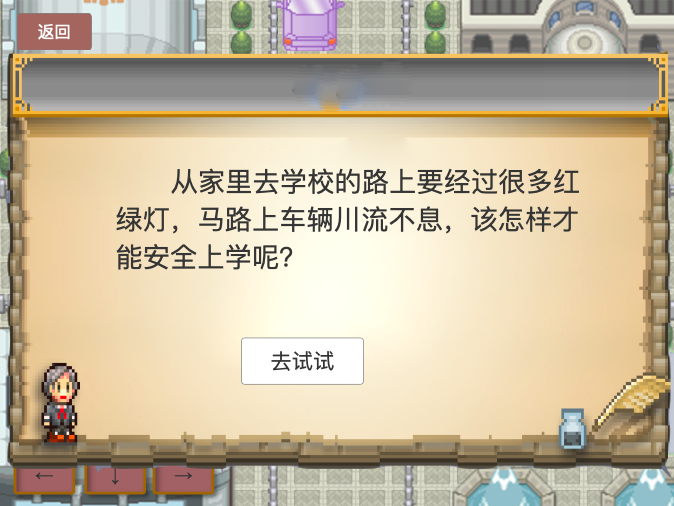 返回
从家里去学校的路上要经过很多红
绿灯，马路上车辆川流不息，该怎样才
能安全上学呢？
去试试
← ↓ →